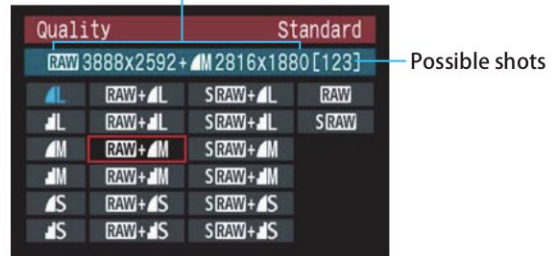 Quality Standard
RAW 3888x2592+ M 2816x1880[123] Possible shots
L RAW+ L SRAW+ L RAW
L RAW+ L SRAW+ L SRAW
M RAW+ M SRAW+ M
M RAW+ M SRAW+ M
S RAW+ S SRAW+ S
S RAW+ S SRAW+ S